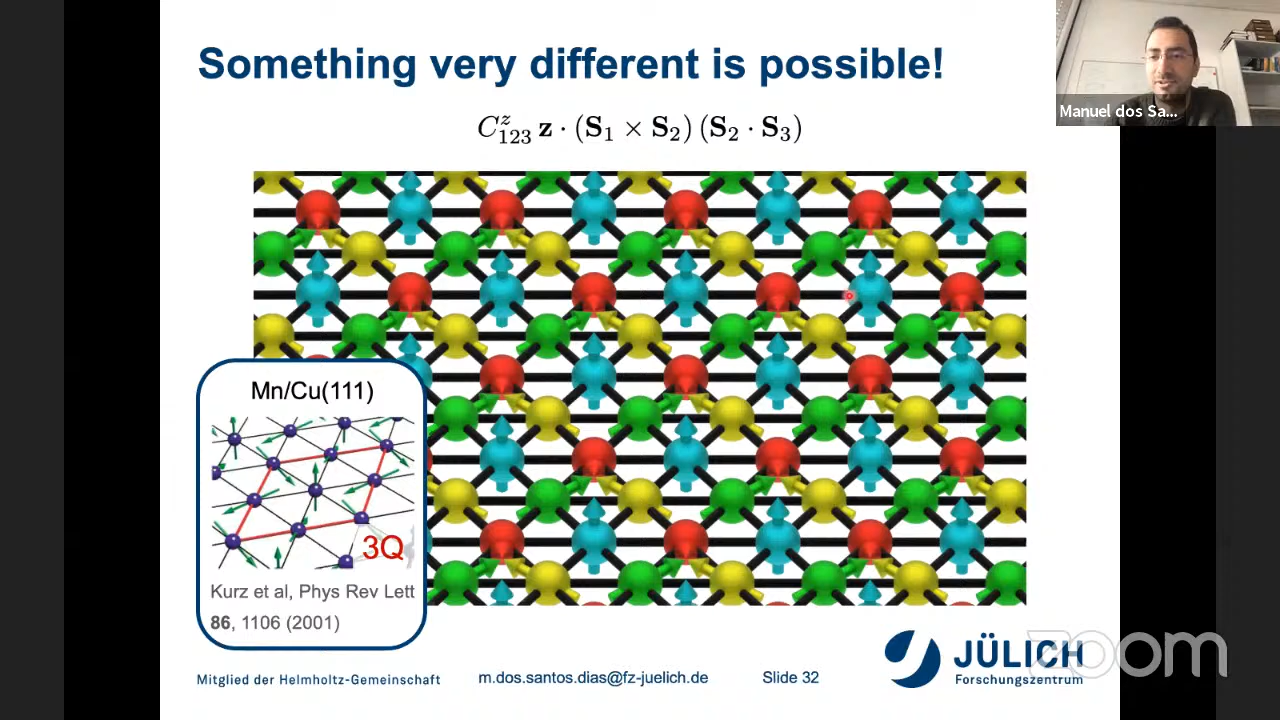 Something very different is possible!
C^z_{123} z · (S_1 × S_2) (S_2 · S_3)
Manuel dos Sa...
Mn/Cu(111)
3Q
Kurz et al, Phys Rev Lett
86, 1106 (2001)
Mitglied der Helmholtz-Gemeinschaft
m.dos.santos.dias@fz-juelich.de
Slide 32
JÜLICH
Forschungszentrum
zoom